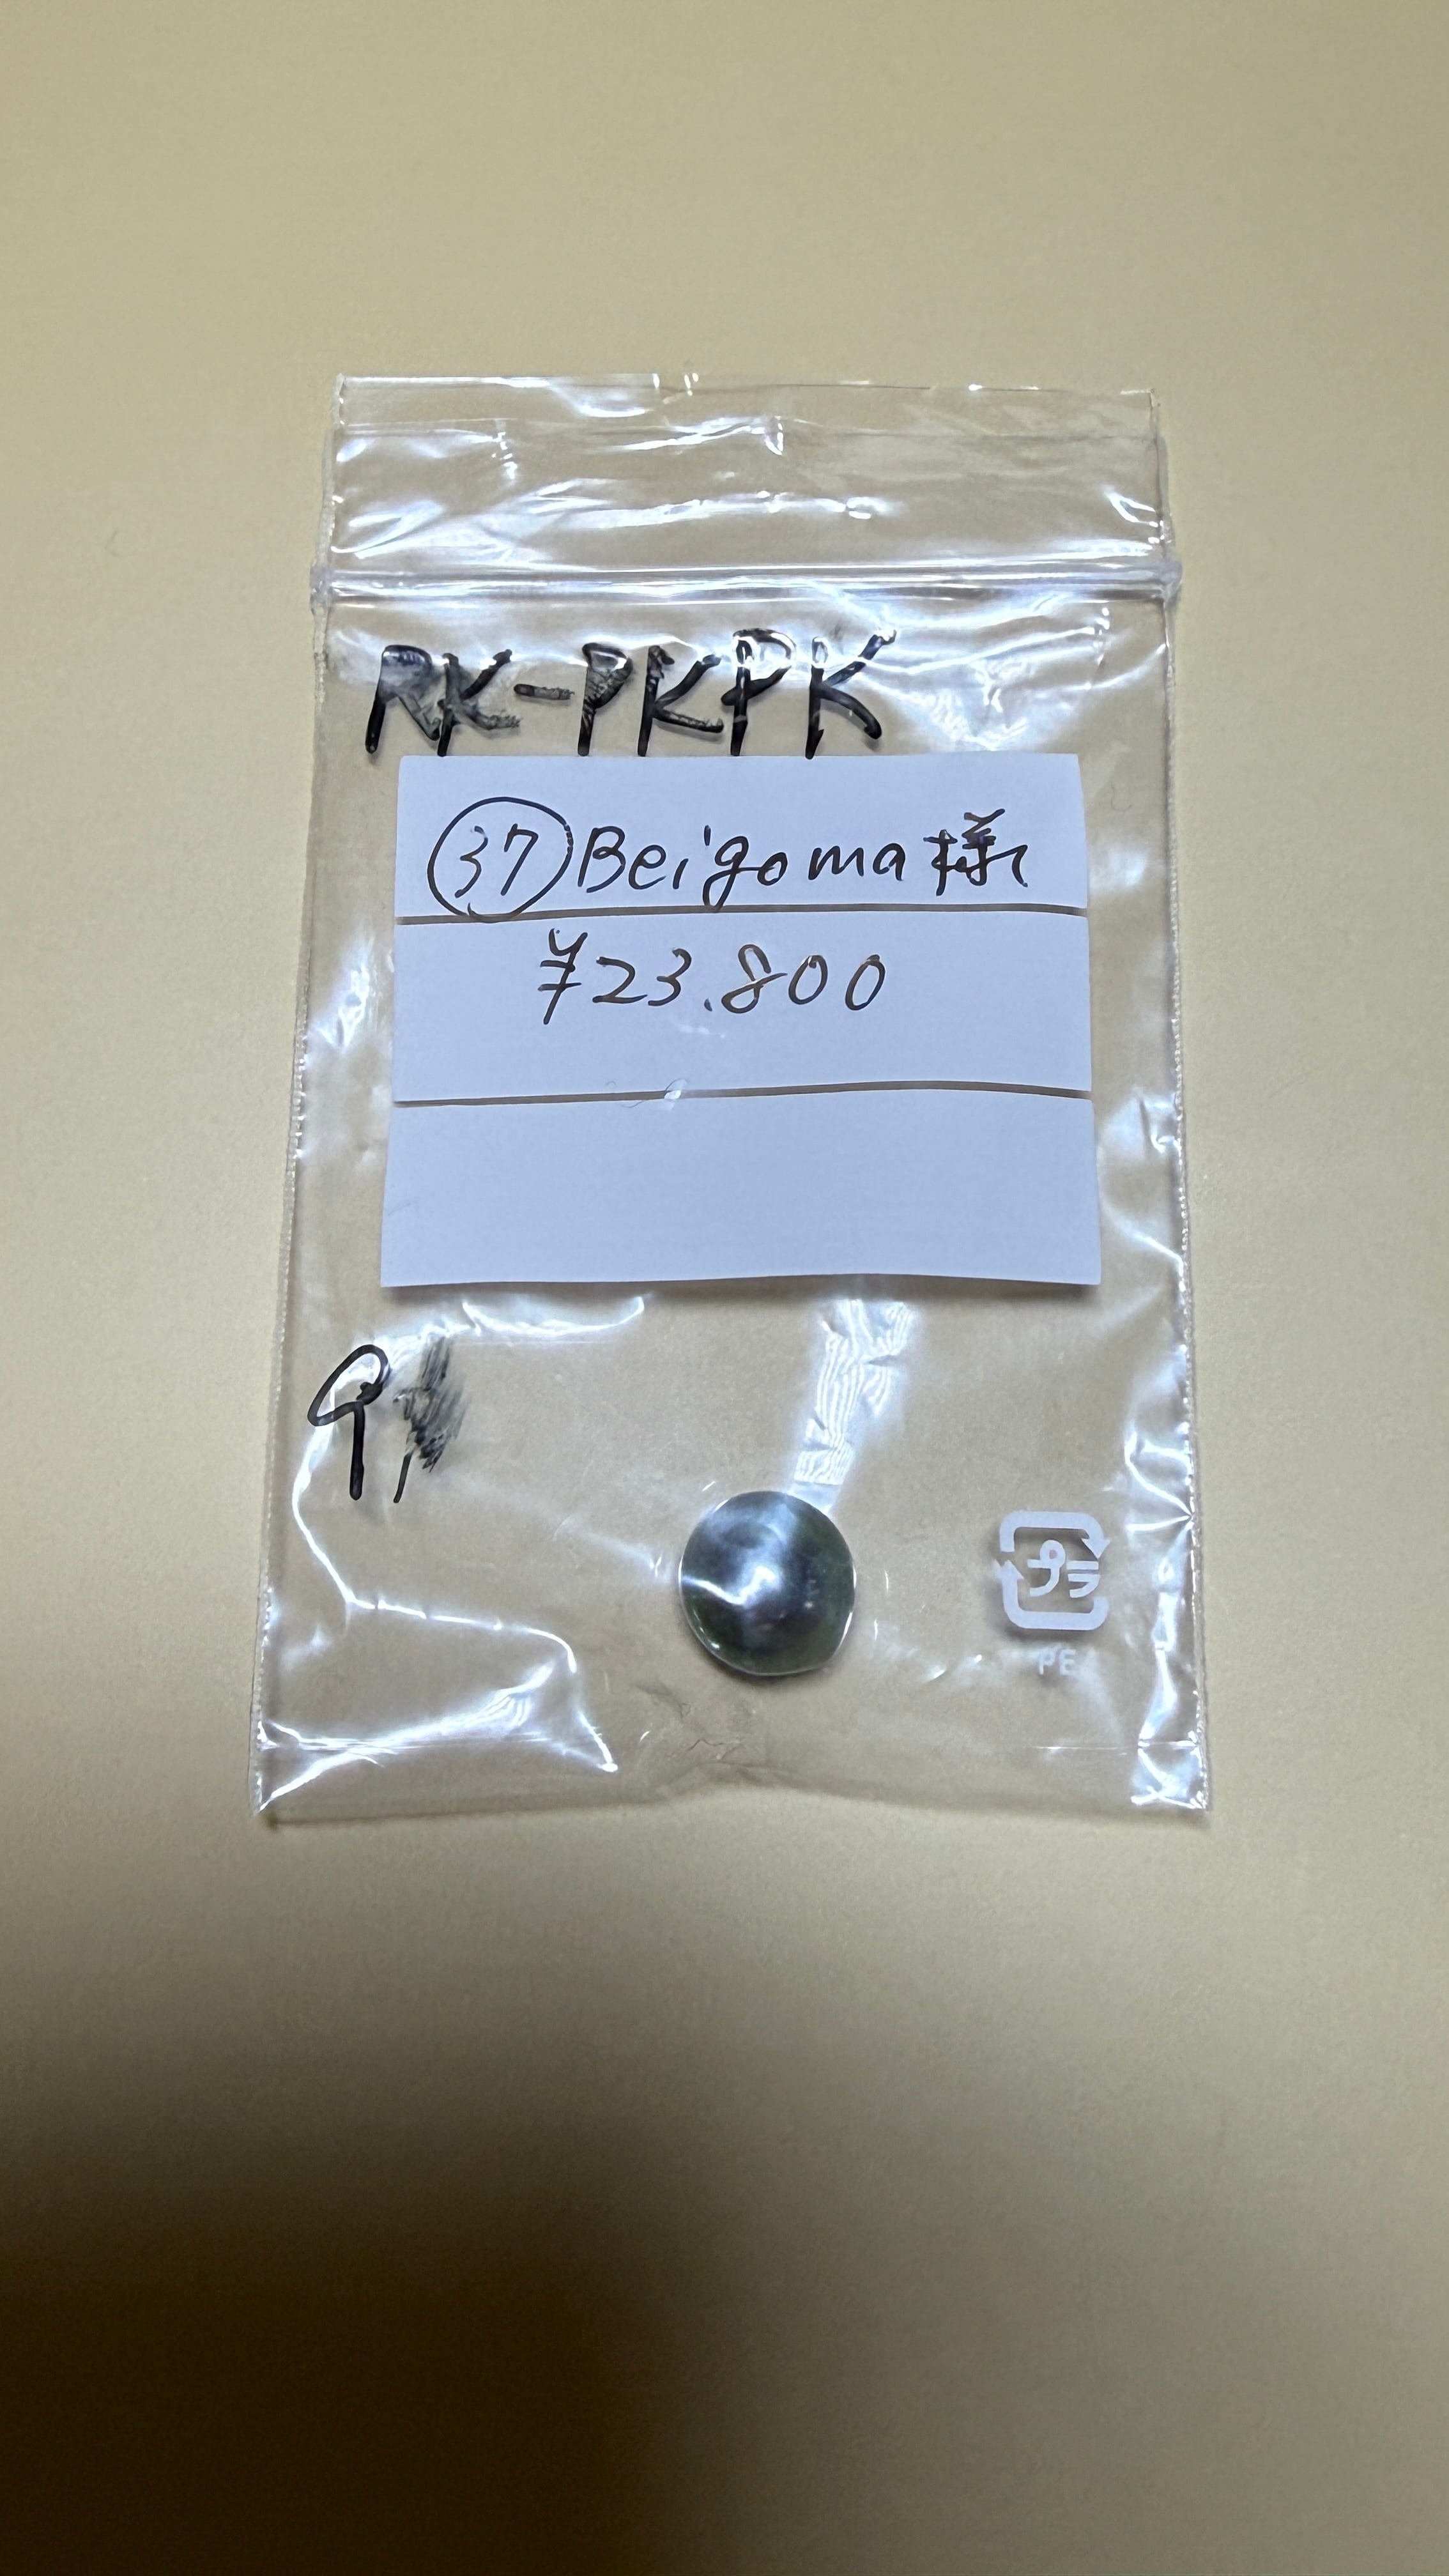 RK-PKPK
㊲Beigoma様
¥23.800
プラ
PE